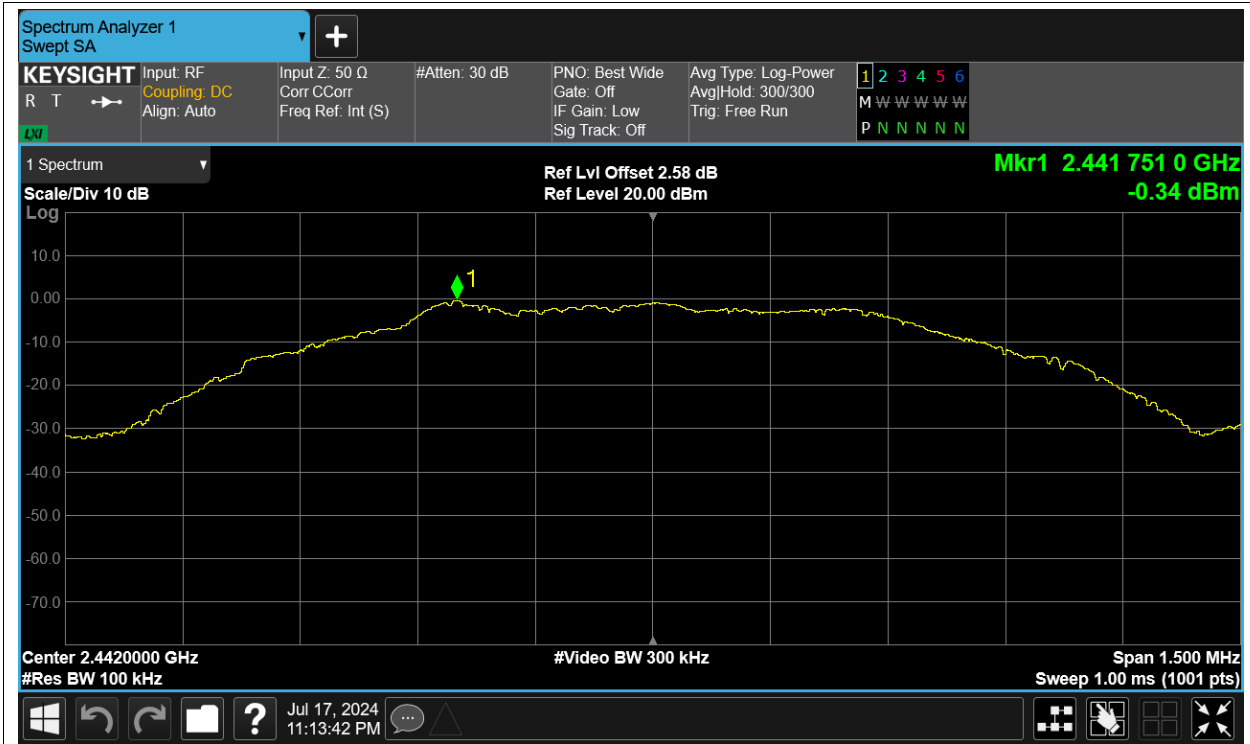 Spectrum Analyzer 1
Swept SA
+
KEYSIGHT
R T
LXI
Input: RF
Coupling: DC
Align: Auto
Input Z: 50 Ω
Corr CCorr
Freq Ref: Int (S)
#Atten: 30 dB
PNO: Best Wide
Gate: Off
IF Gain: Low
Sig Track: Off
Avg Type: Log-Power
Avg|Hold: 300/300
Trig: Free Run
1 2 3 4 5 6
M W W W W W
P N N N N N
1 Spectrum
Scale/Div 10 dB
Ref Lvl Offset 2.58 dB
Ref Level 20.00 dBm
Mkr1 2.441 751 0 GHz
-0.34 dBm
Log
10.0
0.00
-10.0
-20.0
-30.0
-40.0
-50.0
-60.0
-70.0
1
Center 2.4420000 GHz
#Res BW 100 kHz
#Video BW 300 kHz
Span 1.500 MHz
Sweep 1.00 ms (1001 pts)
?
Jul 17, 2024
11:13:42 PM